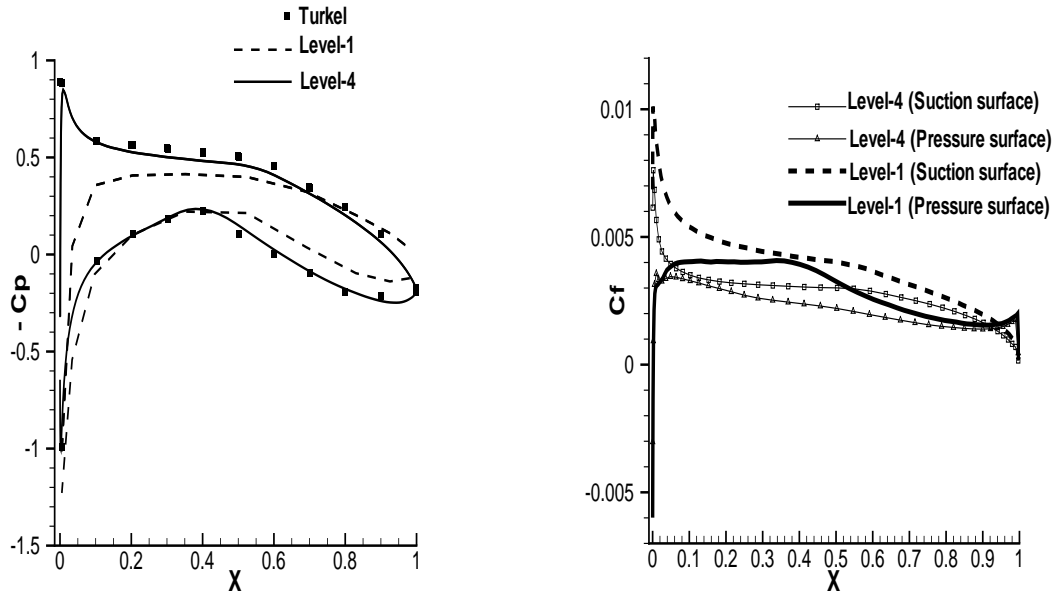 Turkel
Level-1
Level-4
1
0.5
0
-0.5
-1
-1.5
- Cp
0 0.2 0.4 0.6 0.8 1
X
Level-4 (Suction surface)
Level-4 (Pressure surface)
Level-1 (Suction surface)
Level-1 (Pressure surface)
0.01
0.005
0
-0.005
Cf
0 0.1 0.2 0.3 0.4 0.5 0.6 0.7 0.8 0.9 1
X